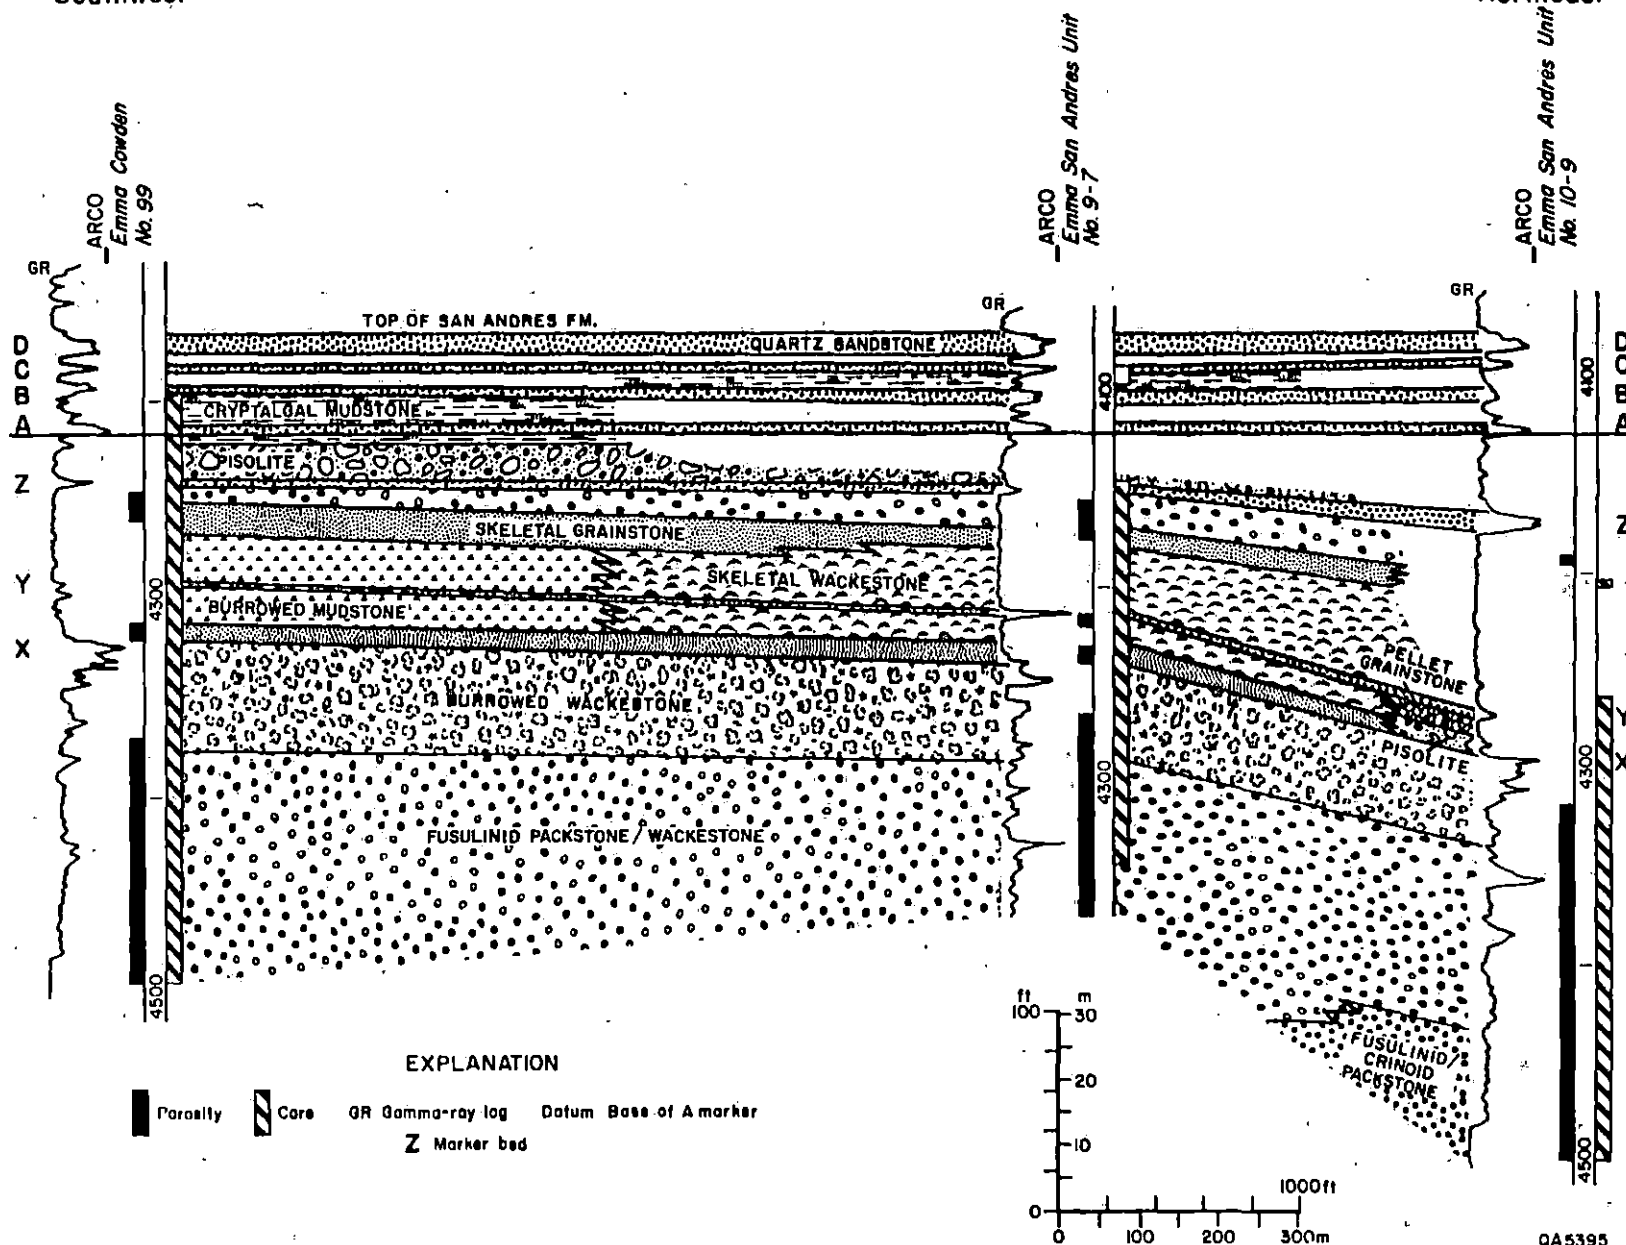 ARCO
Emma Cowden
No. 99
ARCO
Emma San Andres Unit
No. 9-7
ARCO
Emma San Andres Unit
No. 10-9
GR
GR
GR
TOP OF SAN ANDRES FM.
QUARTZ SANDSTONE
D
C
B
A
Z
Y
X
D
C
B
A
Z
Y
X
CRYPTALGAL MUDSTONE
PISOLITE
SKELETAL GRAINSTONE
SKELETAL WACKESTONE
BURROWED MUDSTONE
BURROWED WACKESTONE
FUSULINID PACKSTONE/WACKESTONE
PELLET
GRAINSTONE
PISOLITE
FUSULINID/
CRINOID
PACKSTONE
4300
4500
4300
4300
4500
EXPLANATION
Porosity
Core
GR Gamma-ray log
Datum Base of A marker
Z Marker bed
ft m
100 30
20
10
0
1000ft
0 100 200 300m
QA5395